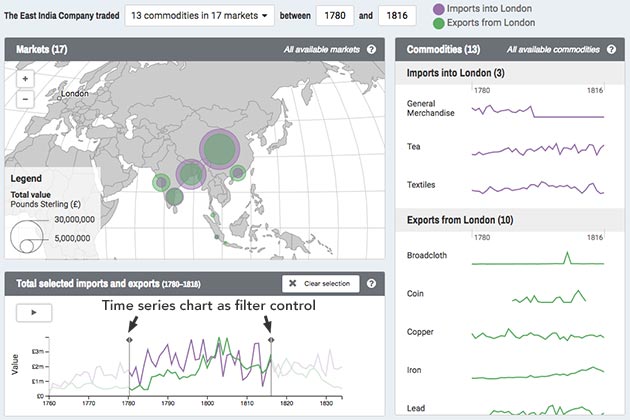 The East India Company traded 13 commodities in 17 markets between 1780 and 1816
Imports into London
Exports from London
Markets (17) All available markets ?
+
−
London
Legend
Total value
Pounds Sterling (£)
30,000,000
5,000,000
Total selected imports and exports (1780–1816) Clear selection ?
Time series chart as filter control
Value
£3m
£2m
£1m
£0
1760 1770 1780 1790 1800 1810 1820 1830
Commodities (13) All available commodities ?
Imports into London (3)
1780 1816
General
Merchandise
Tea
Textiles
Exports from London (10)
1780 1816
Broadcloth
Coin
Copper
Iron
Lead